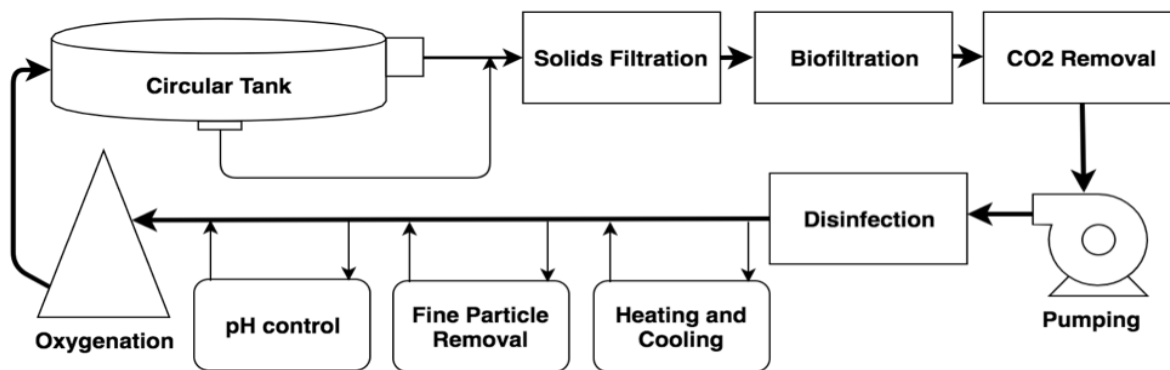 Circular Tank
Solids Filtration
Biofiltration
CO2 Removal
Disinfection
Pumping
Heating and
Cooling
Fine Particle
Removal
pH control
Oxygenation